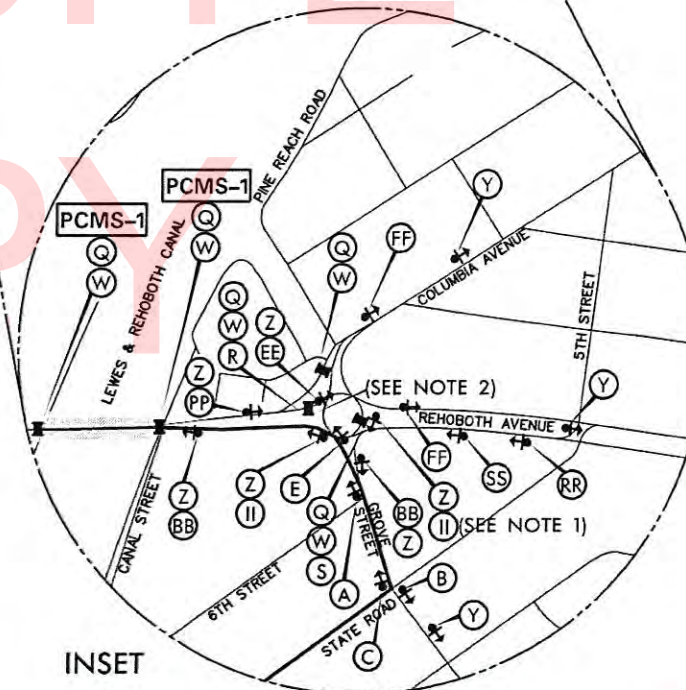 PCMS-1
PCMS-1
Q
W
Q
W
LEWES & REHOBOTH CANAL
PINE REACH ROAD
Y
FF
COLUMBIA AVENUE
5TH STREET
Q
W
Q
W
R
Z
EE
Z
PP
(SEE NOTE 2)
REHOBOTH AVENUE
Y
FF
SS
RR
Z
BB
Z
II
E
Q
W
S
A
BB
Z
Z
II (SEE NOTE 1)
GROVE STREET
CANAL STREET
6TH STREET
STATE ROAD
B
Y
C
INSET